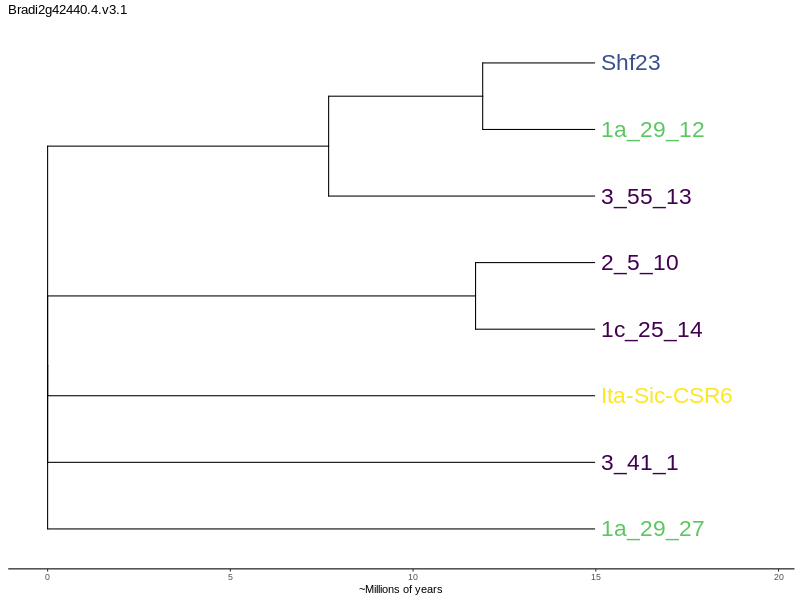 Bradi2g42440.4.v3.1
Shf23
1a_29_12
3_55_13
2_5_10
1c_25_14
Ita-Sic-CSR6
3_41_1
1a_29_27
0 5 10 15 20
~Millions of years